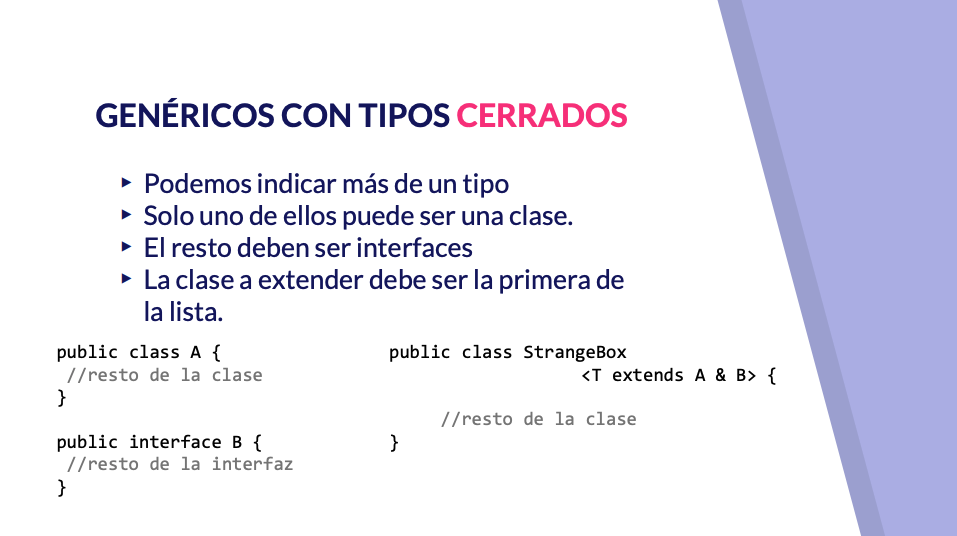 GENÉRICOS CON TIPOS CERRADOS
▸ Podemos indicar más de un tipo
▸ Solo uno de ellos puede ser una clase.
▸ El resto deben ser interfaces
▸ La clase a extender debe ser la primera de
la lista.
public class A {
//resto de la clase
}
public interface B {
//resto de la interfaz
}
public class StrangeBox
<T extends A & B> {
//resto de la clase
}